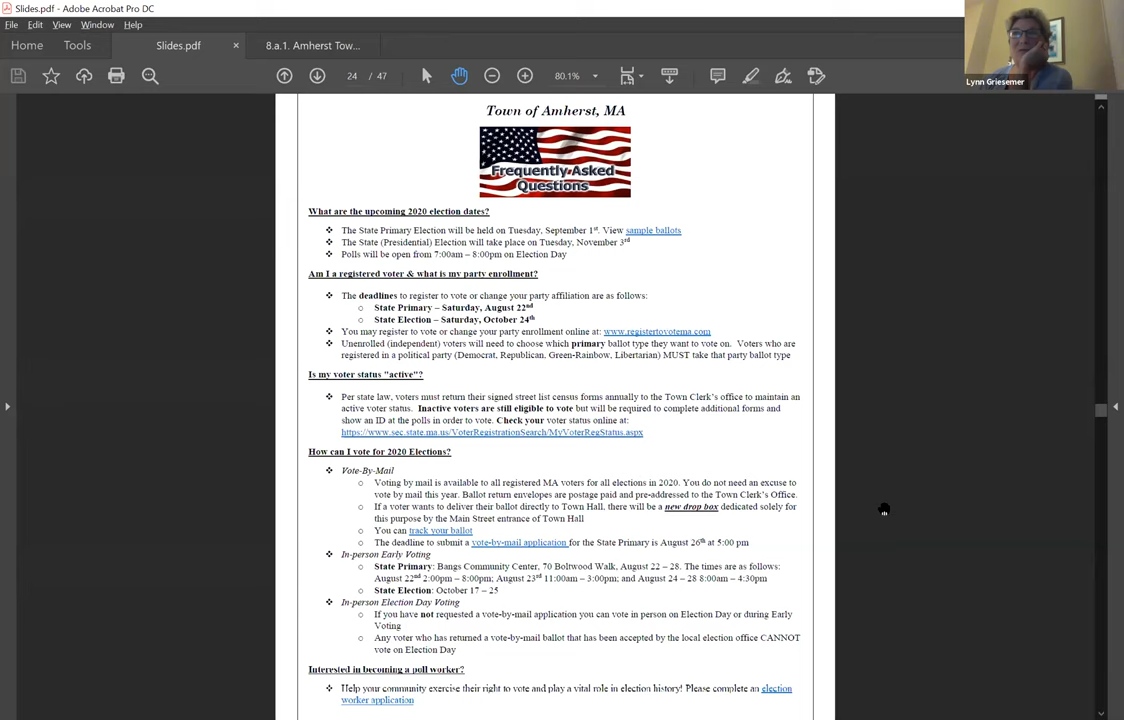 Slides.pdf - Adobe Acrobat Pro DC
File Edit View Window Help
Home Tools Slides.pdf × 8.a.1. Amherst Tow...
24 / 47 80.1%
Lynn Griesemer
Town of Amherst, MA
Frequently Asked
Questions
What are the upcoming 2020 election dates?
❖ The State Primary Election will be held on Tuesday, September 1st. View sample ballots
❖ The State (Presidential) Election will take place on Tuesday, November 3rd
❖ Polls will be open from 7:00am – 8:00pm on Election Day
Am I a registered voter & what is my party enrollment?
❖ The deadlines to register to vote or change your party affiliation are as follows:
o State Primary – Saturday, August 22nd
o State Election – Saturday, October 24th
❖ You may register to vote or change your party enrollment online at: www.registertovotema.com
❖ Unenrolled (independent) voters will need to choose which primary ballot type they want to vote on. Voters who are
registered in a political party (Democrat, Republican, Green-Rainbow, Libertarian) MUST take that party ballot type
Is my voter status "active"?
❖ Per state law, voters must return their signed street list census forms annually to the Town Clerk's office to maintain an
active voter status. Inactive voters are still eligible to vote but will be required to complete additional forms and
show an ID at the polls in order to vote. Check your voter status online at:
https://www.sec.state.ma.us/VoterRegistrationSearch/MyVoterRegStatus.aspx
How can I vote for 2020 Elections?
❖ Vote-By-Mail
o Voting by mail is available to all registered MA voters for all elections in 2020. You do not need an excuse to
vote by mail this year. Ballot return envelopes are postage paid and pre-addressed to the Town Clerk's Office.
o If a voter wants to deliver their ballot directly to Town Hall, there will be a new drop box dedicated solely for
this purpose by the Main Street entrance of Town Hall
o You can track your ballot
o The deadline to submit a vote-by-mail application for the State Primary is August 26th at 5:00 pm
❖ In-person Early Voting
o State Primary: Bangs Community Center, 70 Boltwood Walk, August 22 – 28. The times are as follows:
August 22nd 2:00pm – 8:00pm; August 23rd 11:00am – 3:00pm; and August 24 – 28 8:00am – 4:30pm
o State Election: October 17 – 25
❖ In-person Election Day Voting
o If you have not requested a vote-by-mail application you can vote in person on Election Day or during Early
Voting
o Any voter who has returned a vote-by-mail ballot that has been accepted by the local election office CANNOT
vote on Election Day
Interested in becoming a poll worker?
❖ Help your community exercise their right to vote and play a vital role in election history! Please complete an election
worker application